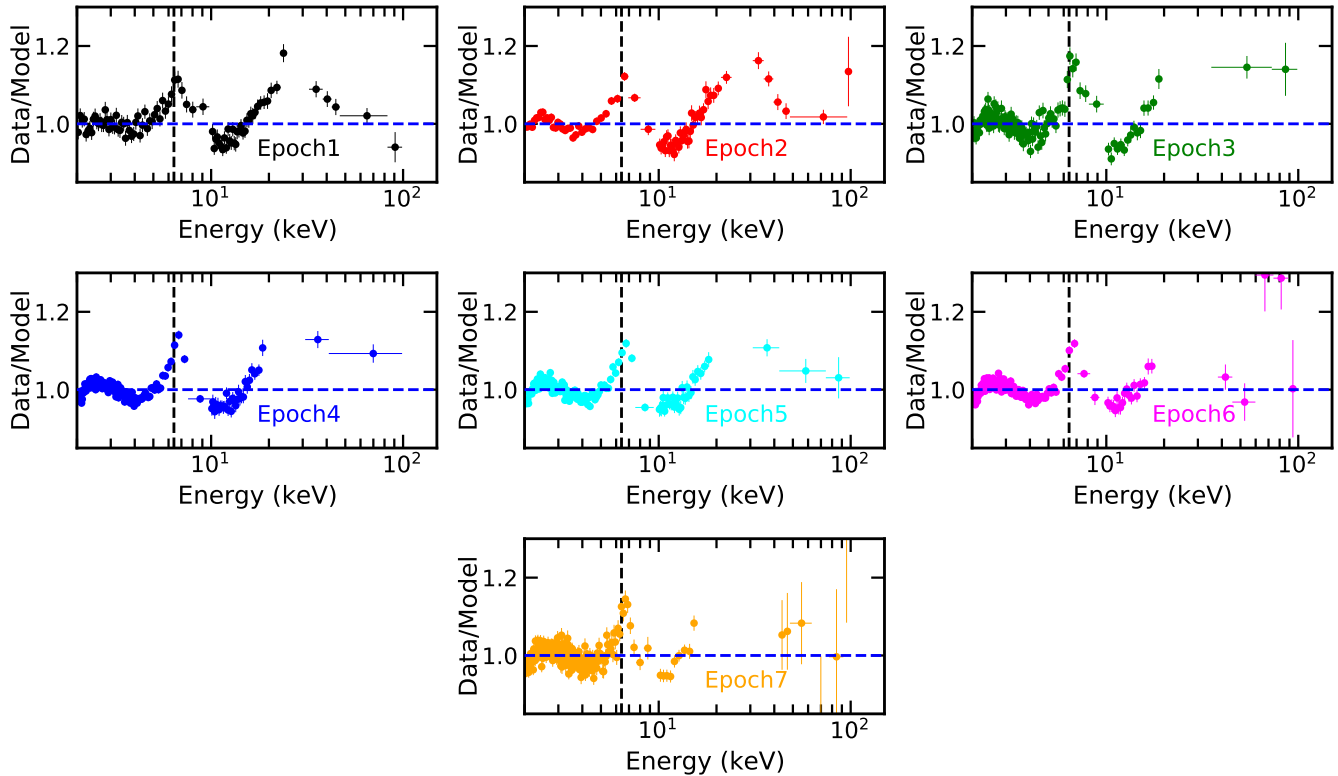 Data/Model
1.2
1.0
Epoch1
10^1
10^2
Energy (keV)
Data/Model
1.2
1.0
Epoch2
10^1
10^2
Energy (keV)
Data/Model
1.2
1.0
Epoch3
10^1
10^2
Energy (keV)
Data/Model
1.2
1.0
Epoch4
10^1
10^2
Energy (keV)
Data/Model
1.2
1.0
Epoch5
10^1
10^2
Energy (keV)
Data/Model
1.2
1.0
Epoch6
10^1
10^2
Energy (keV)
Data/Model
1.2
1.0
Epoch7
10^1
10^2
Energy (keV)